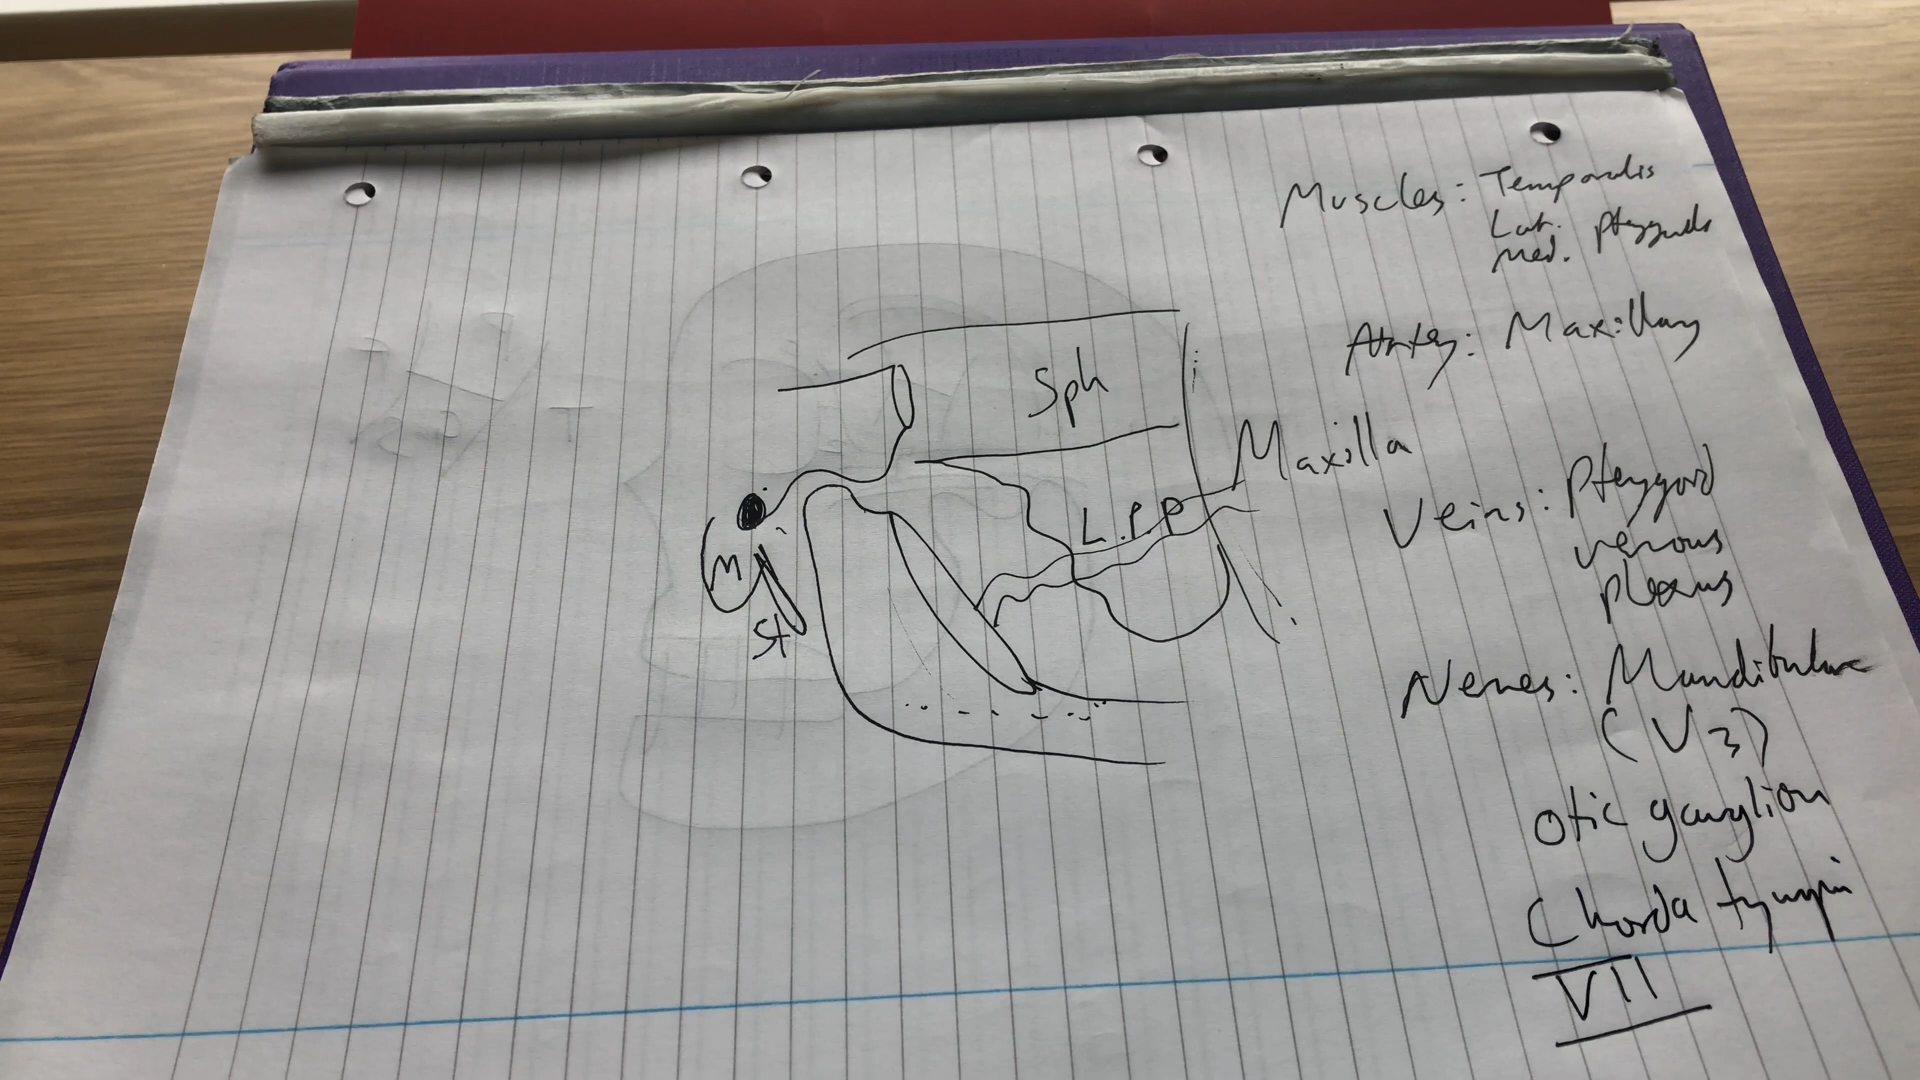 Muscles: Temporalis
Lat.
Med. Pterygoids
Artery: Maxillary
Sph
Maxilla
L.P.P
Veins: Pterygoid
venous
plexus
M
St
Nerves: Mandibular
(V3)
Otic ganglion
Chorda tympani
VII